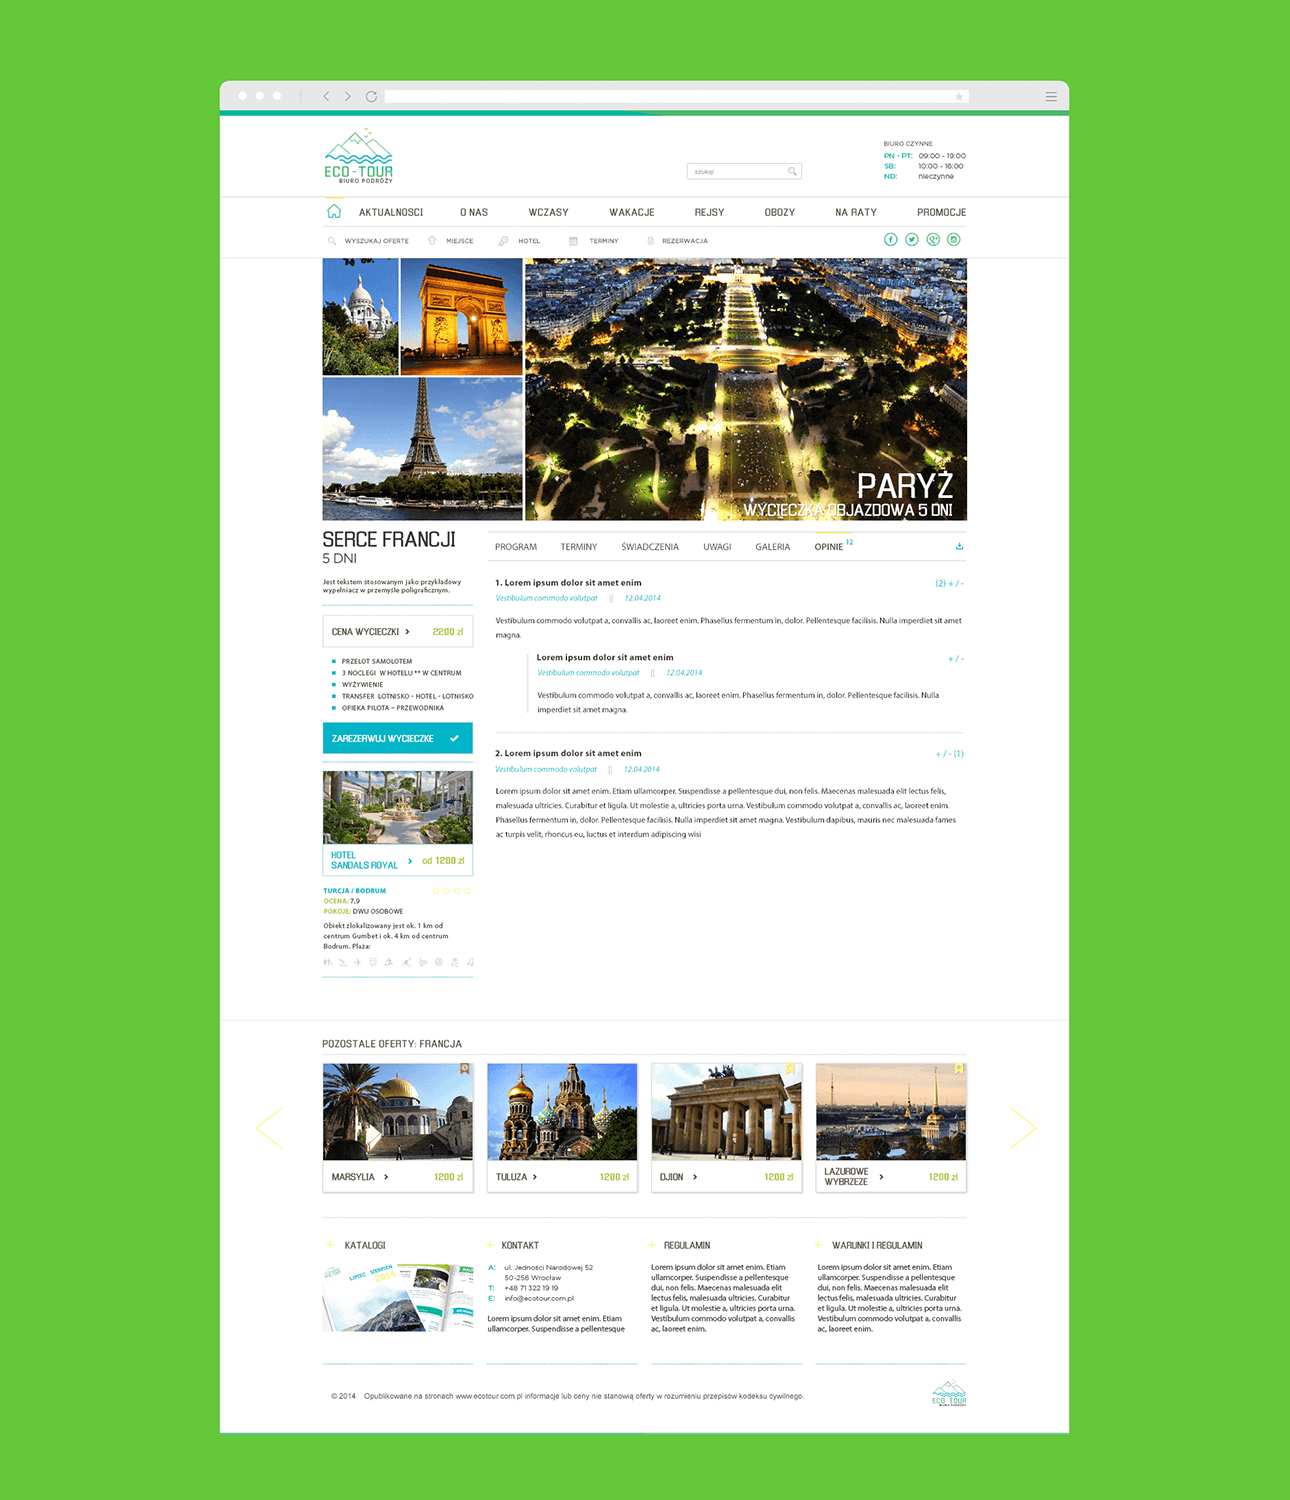 ECO-TOUR
BIURO PODRÓŻY
szukaj
BIURO CZYNNE
PN - PT: 09:00 - 19:00
SB: 10:00 - 16:00
ND: nieczynne
AKTUALNOSCI O NAS WCZASY WAKACJE REJSY OBOZY NA RATY PROMOCJE
WYSZUKAJ OFERTE MIEJSCE HOTEL TERMINY REZERWACJA
PARYŻ
WYCIECZKA OBJAZDOWA 5 DNI
SERCE FRANCJI
5 DNI
Jest tekstem stosowanym jako przykładowy
wypełniacz w przemyśle poligraficznym.
CENA WYCIECZKI 2200 zl
PRZELOT SAMOLOTEM
3 NOCLEGI W HOTELU ** W CENTRUM
WYŻYWIENIE
TRANSFER LOTNISKO - HOTEL - LOTNISKO
OPIEKA PILOTA – PRZEWODNIKA
ZAREZERWUJ WYCIECZKE
HOTEL
SANDALS ROYAL od 1200 zl
TURCJA / BODRUM
OCENA: 7,9
POKOJE: DWU OSOBOWE
Obiekt zlokalizowany jest ok. 1 km od
centrum Gumbet i ok. 4 km od centrum
Bodrum. Plaża:
PROGRAM TERMINY ŚWIADCZENIA UWAGI GALERIA OPINIE 12
1. Lorem ipsum dolor sit amet enim (2) + / -
Vestibulum commodo volutpat || 12.04.2014
Vestibulum commodo volutpat a, convallis ac, laoreet enim. Phasellus fermentum in, dolor. Pellentesque facilisis. Nulla imperdiet sit amet
magna.
Lorem ipsum dolor sit amet enim + / -
Vestibulum commodo volutpat || 12.04.2014
Vestibulum commodo volutpat a, convallis ac, laoreet enim. Phasellus fermentum in, dolor. Pellentesque facilisis. Nulla
imperdiet sit amet magna.
2. Lorem ipsum dolor sit amet enim + / - (1)
Vestibulum commodo volutpat || 12.04.2014
Lorem ipsum dolor sit amet enim. Etiam ullamcorper. Suspendisse a pellentesque dui, non felis. Maecenas malesuada elit lectus felis,
malesuada ultricies. Curabitur et ligula. Ut molestie a, ultricies porta urna. Vestibulum commodo volutpat a, convallis ac, laoreet enim.
Phasellus fermentum in, dolor. Pellentesque facilisis. Nulla imperdiet sit amet magna. Vestibulum dapibus, mauris nec malesuada fames
ac turpis velit, rhoncus eu, luctus et interdum adipiscing wisi
POZOSTALE OFERTY: FRANCJA
MARSYLIA 1200 zl
TULUZA 1200 zl
DJION 1200 zl
LAZUROWE
WYBRZEZE 1200 zl
KATALOGI
LIPIEC SIERPIEN
2014
KONTAKT
A: ul. Jedności Narodowej 52
50-258 Wrocław
T: +48 71 322 19 19
E: info@ecotour.com.pl
Lorem ipsum dolor sit amet enim. Etiam
ullamcorper. Suspendisse a pellentesque
REGULAMIN
Lorem ipsum dolor sit amet enim. Etiam
ullamcorper. Suspendisse a pellentesque
dui, non felis. Maecenas malesuada elit
lectus felis, malesuada ultricies. Curabitur
et ligula. Ut molestie a, ultricies porta urna.
Vestibulum commodo volutpat a, convallis
ac, laoreet enim.
WARUNKI I REGULAMIN
Lorem ipsum dolor sit amet enim. Etiam
ullamcorper. Suspendisse a pellentesque
dui, non felis. Maecenas malesuada elit
lectus felis, malesuada ultricies. Curabitur
et ligula. Ut molestie a, ultricies porta urna.
Vestibulum commodo volutpat a, convallis
ac, laoreet enim.
© 2014 Opublikowane na stronach www.ecotour.com.pl informacje lub ceny nie stanowią oferty w rozumieniu przepisów kodeksu cywilnego.
ECO-TOUR
BIURO PODRÓŻY